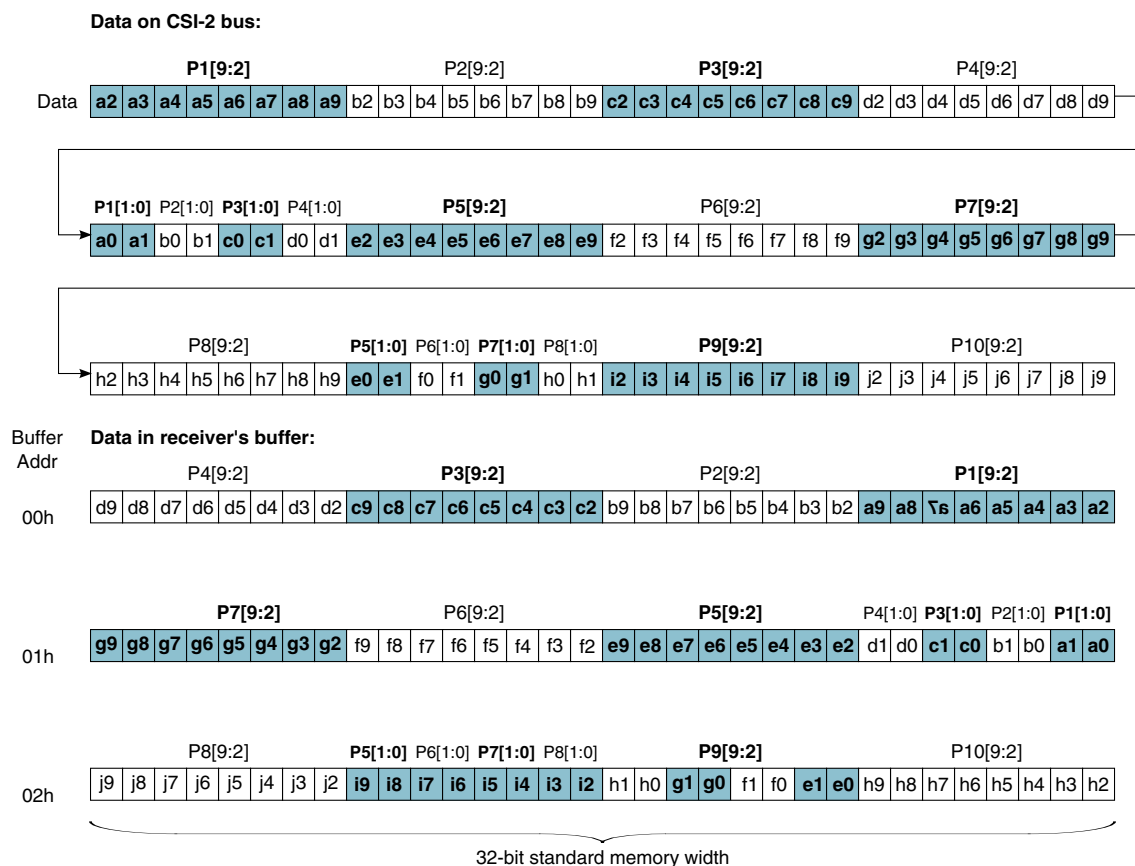 Data on CSI-2 bus:
P1[9:2] P2[9:2] P3[9:2] P4[9:2]
Data a2 a3 a4 a5 a6 a7 a8 a9 b2 b3 b4 b5 b6 b7 b8 b9 c2 c3 c4 c5 c6 c7 c8 c9 d2 d3 d4 d5 d6 d7 d8 d9
P1[1:0] P2[1:0] P3[1:0] P4[1:0] P5[9:2] P6[9:2] P7[9:2]
a0 a1 b0 b1 c0 c1 d0 d1 e2 e3 e4 e5 e6 e7 e8 e9 f2 f3 f4 f5 f6 f7 f8 f9 g2 g3 g4 g5 g6 g7 g8 g9
P8[9:2] P5[1:0] P6[1:0] P7[1:0] P8[1:0] P9[9:2] P10[9:2]
h2 h3 h4 h5 h6 h7 h8 h9 e0 e1 f0 f1 g0 g1 h0 h1 i2 i3 i4 i5 i6 i7 i8 i9 j2 j3 j4 j5 j6 j7 j8 j9
Buffer Addr
Data in receiver's buffer:
P4[9:2] P3[9:2] P2[9:2] P1[9:2]
00h d9 d8 d7 d6 d5 d4 d3 d2 c9 c8 c7 c6 c5 c4 c3 c2 b9 b8 b7 b6 b5 b4 b3 b2 a9 a8 a7 a6 a5 a4 a3 a2
P7[9:2] P6[9:2] P5[9:2] P4[1:0] P3[1:0] P2[1:0] P1[1:0]
01h g9 g8 g7 g6 g5 g4 g3 g2 f9 f8 f7 f6 f5 f4 f3 f2 e9 e8 e7 e6 e5 e4 e3 e2 d1 d0 c1 c0 b1 b0 a1 a0
P8[9:2] P5[1:0] P6[1:0] P7[1:0] P8[1:0] P9[9:2] P10[9:2]
02h j9 j8 j7 j6 j5 j4 j3 j2 i9 i8 i7 i6 i5 i4 i3 i2 h1 h0 g1 g0 f1 f0 e1 e0 h9 h8 h7 h6 h5 h4 h3 h2
32-bit standard memory width